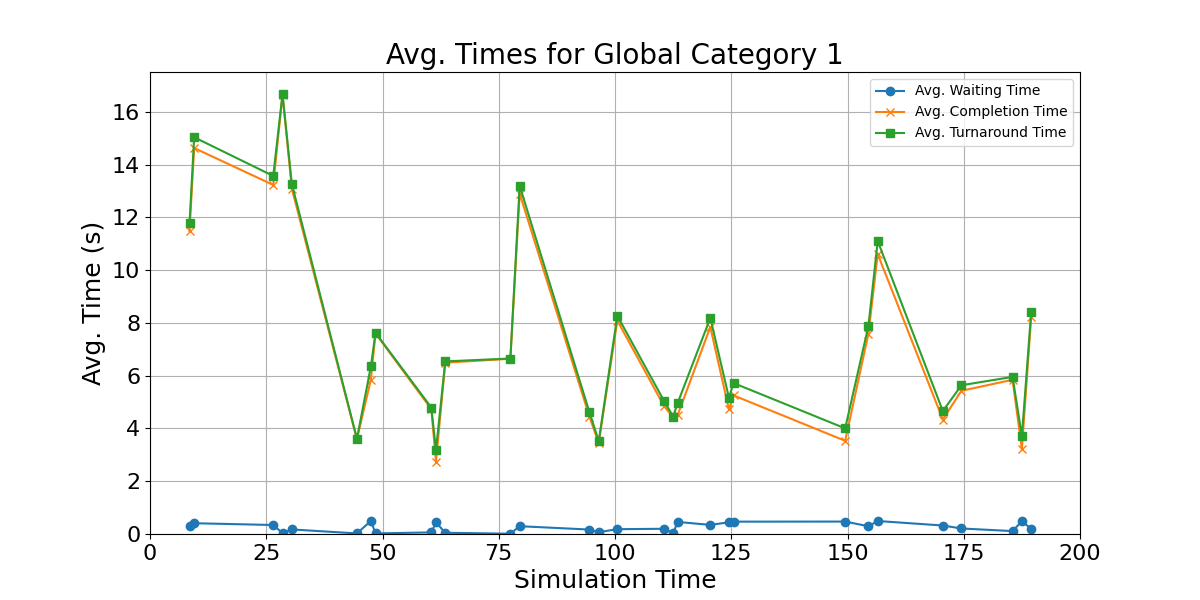 Avg. Times for Global Category 1
Avg. Waiting Time
Avg. Completion Time
Avg. Turnaround Time
Avg. Time (s)
16
14
12
10
8
6
4
2
0
0 25 50 75 100 125 150 175 200
Simulation Time